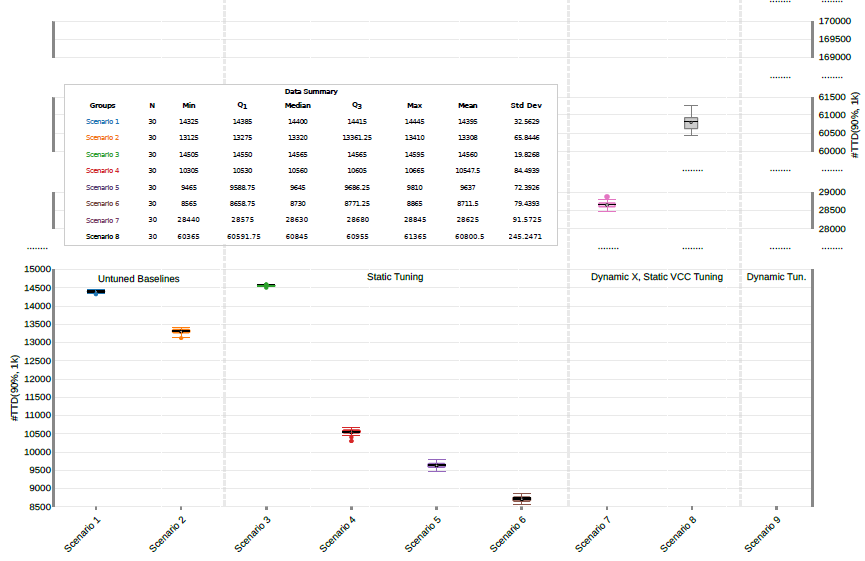 170000
169500
169000
61500
61000
60500
60000
#TTD(90%, 1k)
29000
28500
28000
Data Summary
Groups N Min Q1 Median Q3 Max Mean Std Dev
Scenario 1 30 14325 14385 14400 14415 14445 14395 32.5629
Scenario 2 30 13125 13275 13320 13361.25 13410 13308 65.8446
Scenario 3 30 14505 14550 14565 14565 14595 14560 19.8268
Scenario 4 30 10305 10530 10560 10605 10665 10547.5 84.4939
Scenario 5 30 9465 9588.75 9645 9686.25 9810 9637 72.3926
Scenario 6 30 8565 8658.75 8730 8771.25 8865 8711.5 79.4393
Scenario 7 30 28440 28575 28630 28680 28845 28625 91.5725
Scenario 8 30 60365 60591.75 60845 60955 61365 60800.5 245.2471
Untuned Baselines Static Tuning Dynamic X, Static VCC Tuning Dynamic Tun.
15000
14500
14000
13500
13000
12500
12000
11500
11000
10500
10000
9500
9000
8500
#TTD(90%, 1k)
Scenario 1 Scenario 2 Scenario 3 Scenario 4 Scenario 5 Scenario 6 Scenario 7 Scenario 8 Scenario 9